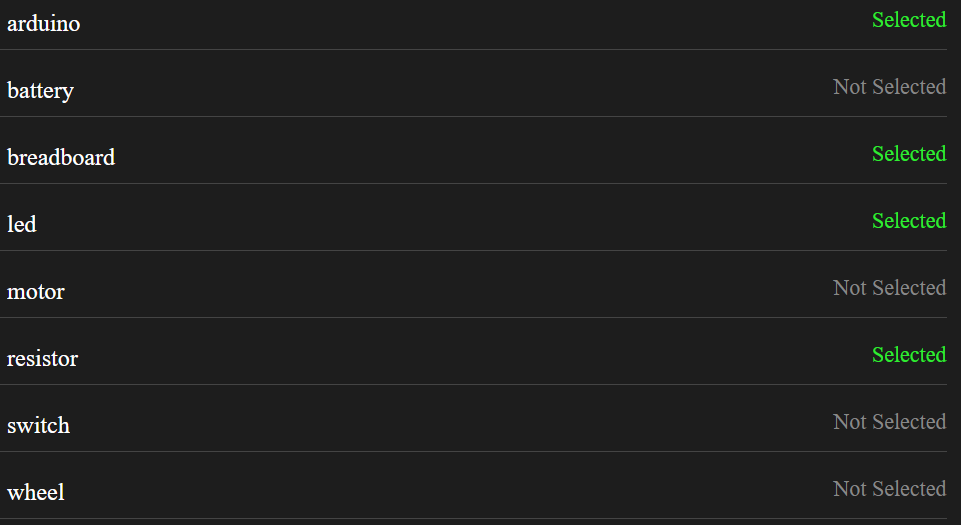 arduino Selected
battery Not Selected
breadboard Selected
led Selected
motor Not Selected
resistor Selected
switch Not Selected
wheel Not Selected